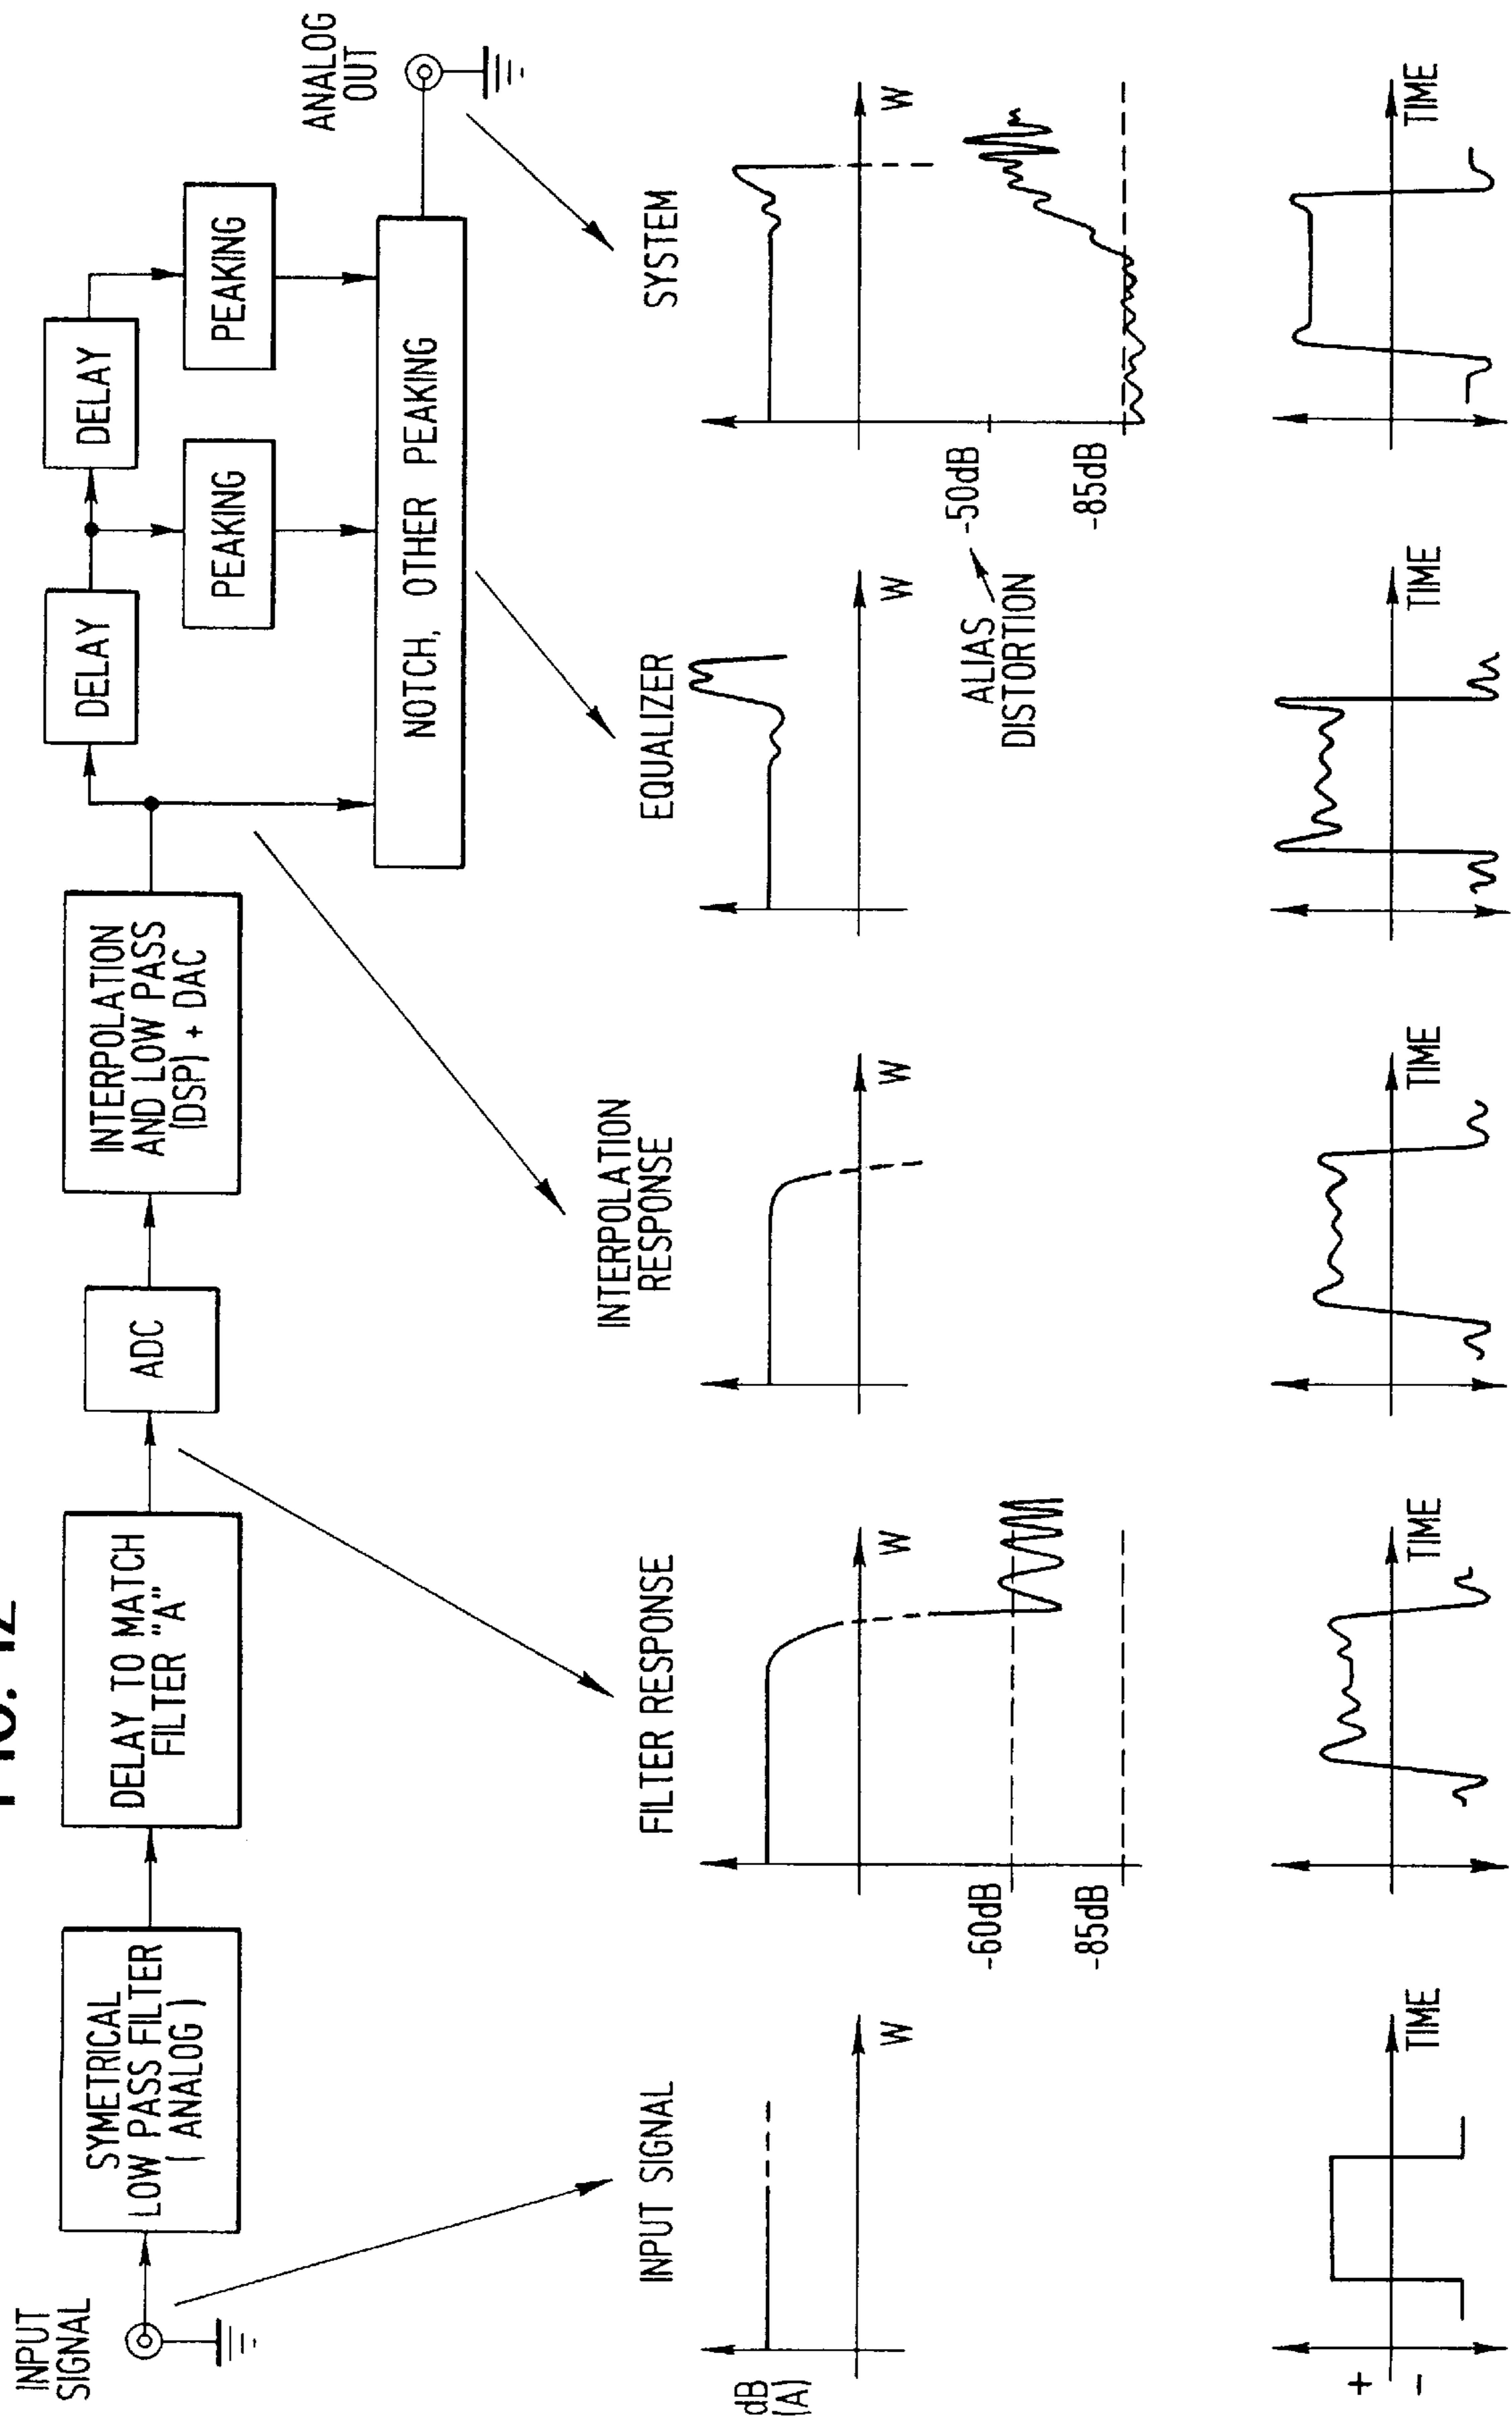 FIG. 12
INPUT
SIGNAL
SYMETRICAL
LOW PASS FILTER
( ANALOG )
DELAY TO MATCH
FILTER "A"
ADC
INTERPOLATION
AND LOW PASS
(DSP) + DAC
DELAY
DELAY
PEAKING
PEAKING
NOTCH, OTHER PEAKING
ANALOG
OUT
INPUT SIGNAL
FILTER RESPONSE
INTERPOLATION
RESPONSE
EQUALIZER
SYSTEM
dB
(A)
W
W
W
W
W
-60dB
-85dB
ALIAS
DISTORTION
-50dB
-85dB
+
-
TIME
TIME
TIME
TIME
TIME